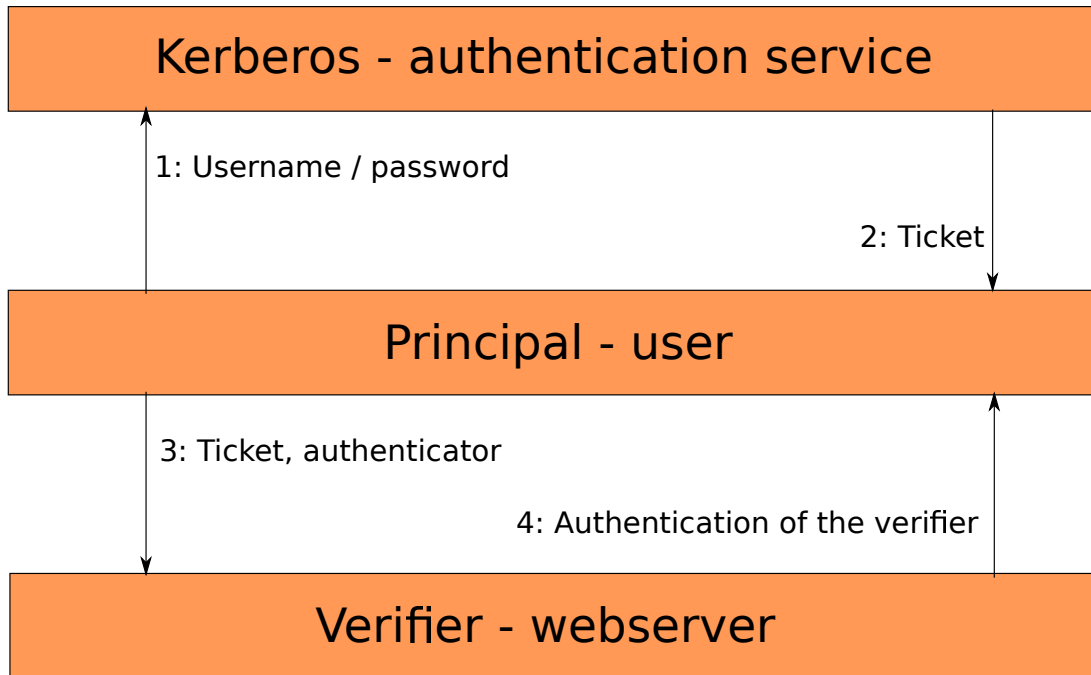 Kerberos - authentication service
1: Username / password
2: Ticket
Principal - user
3: Ticket, authenticator
4: Authentication of the verifier
Verifier - webserver